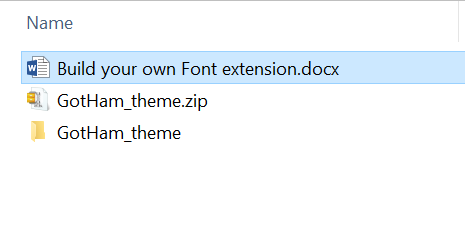 Name
Build your own Font extension.docx
GotHam_theme.zip
GotHam_theme